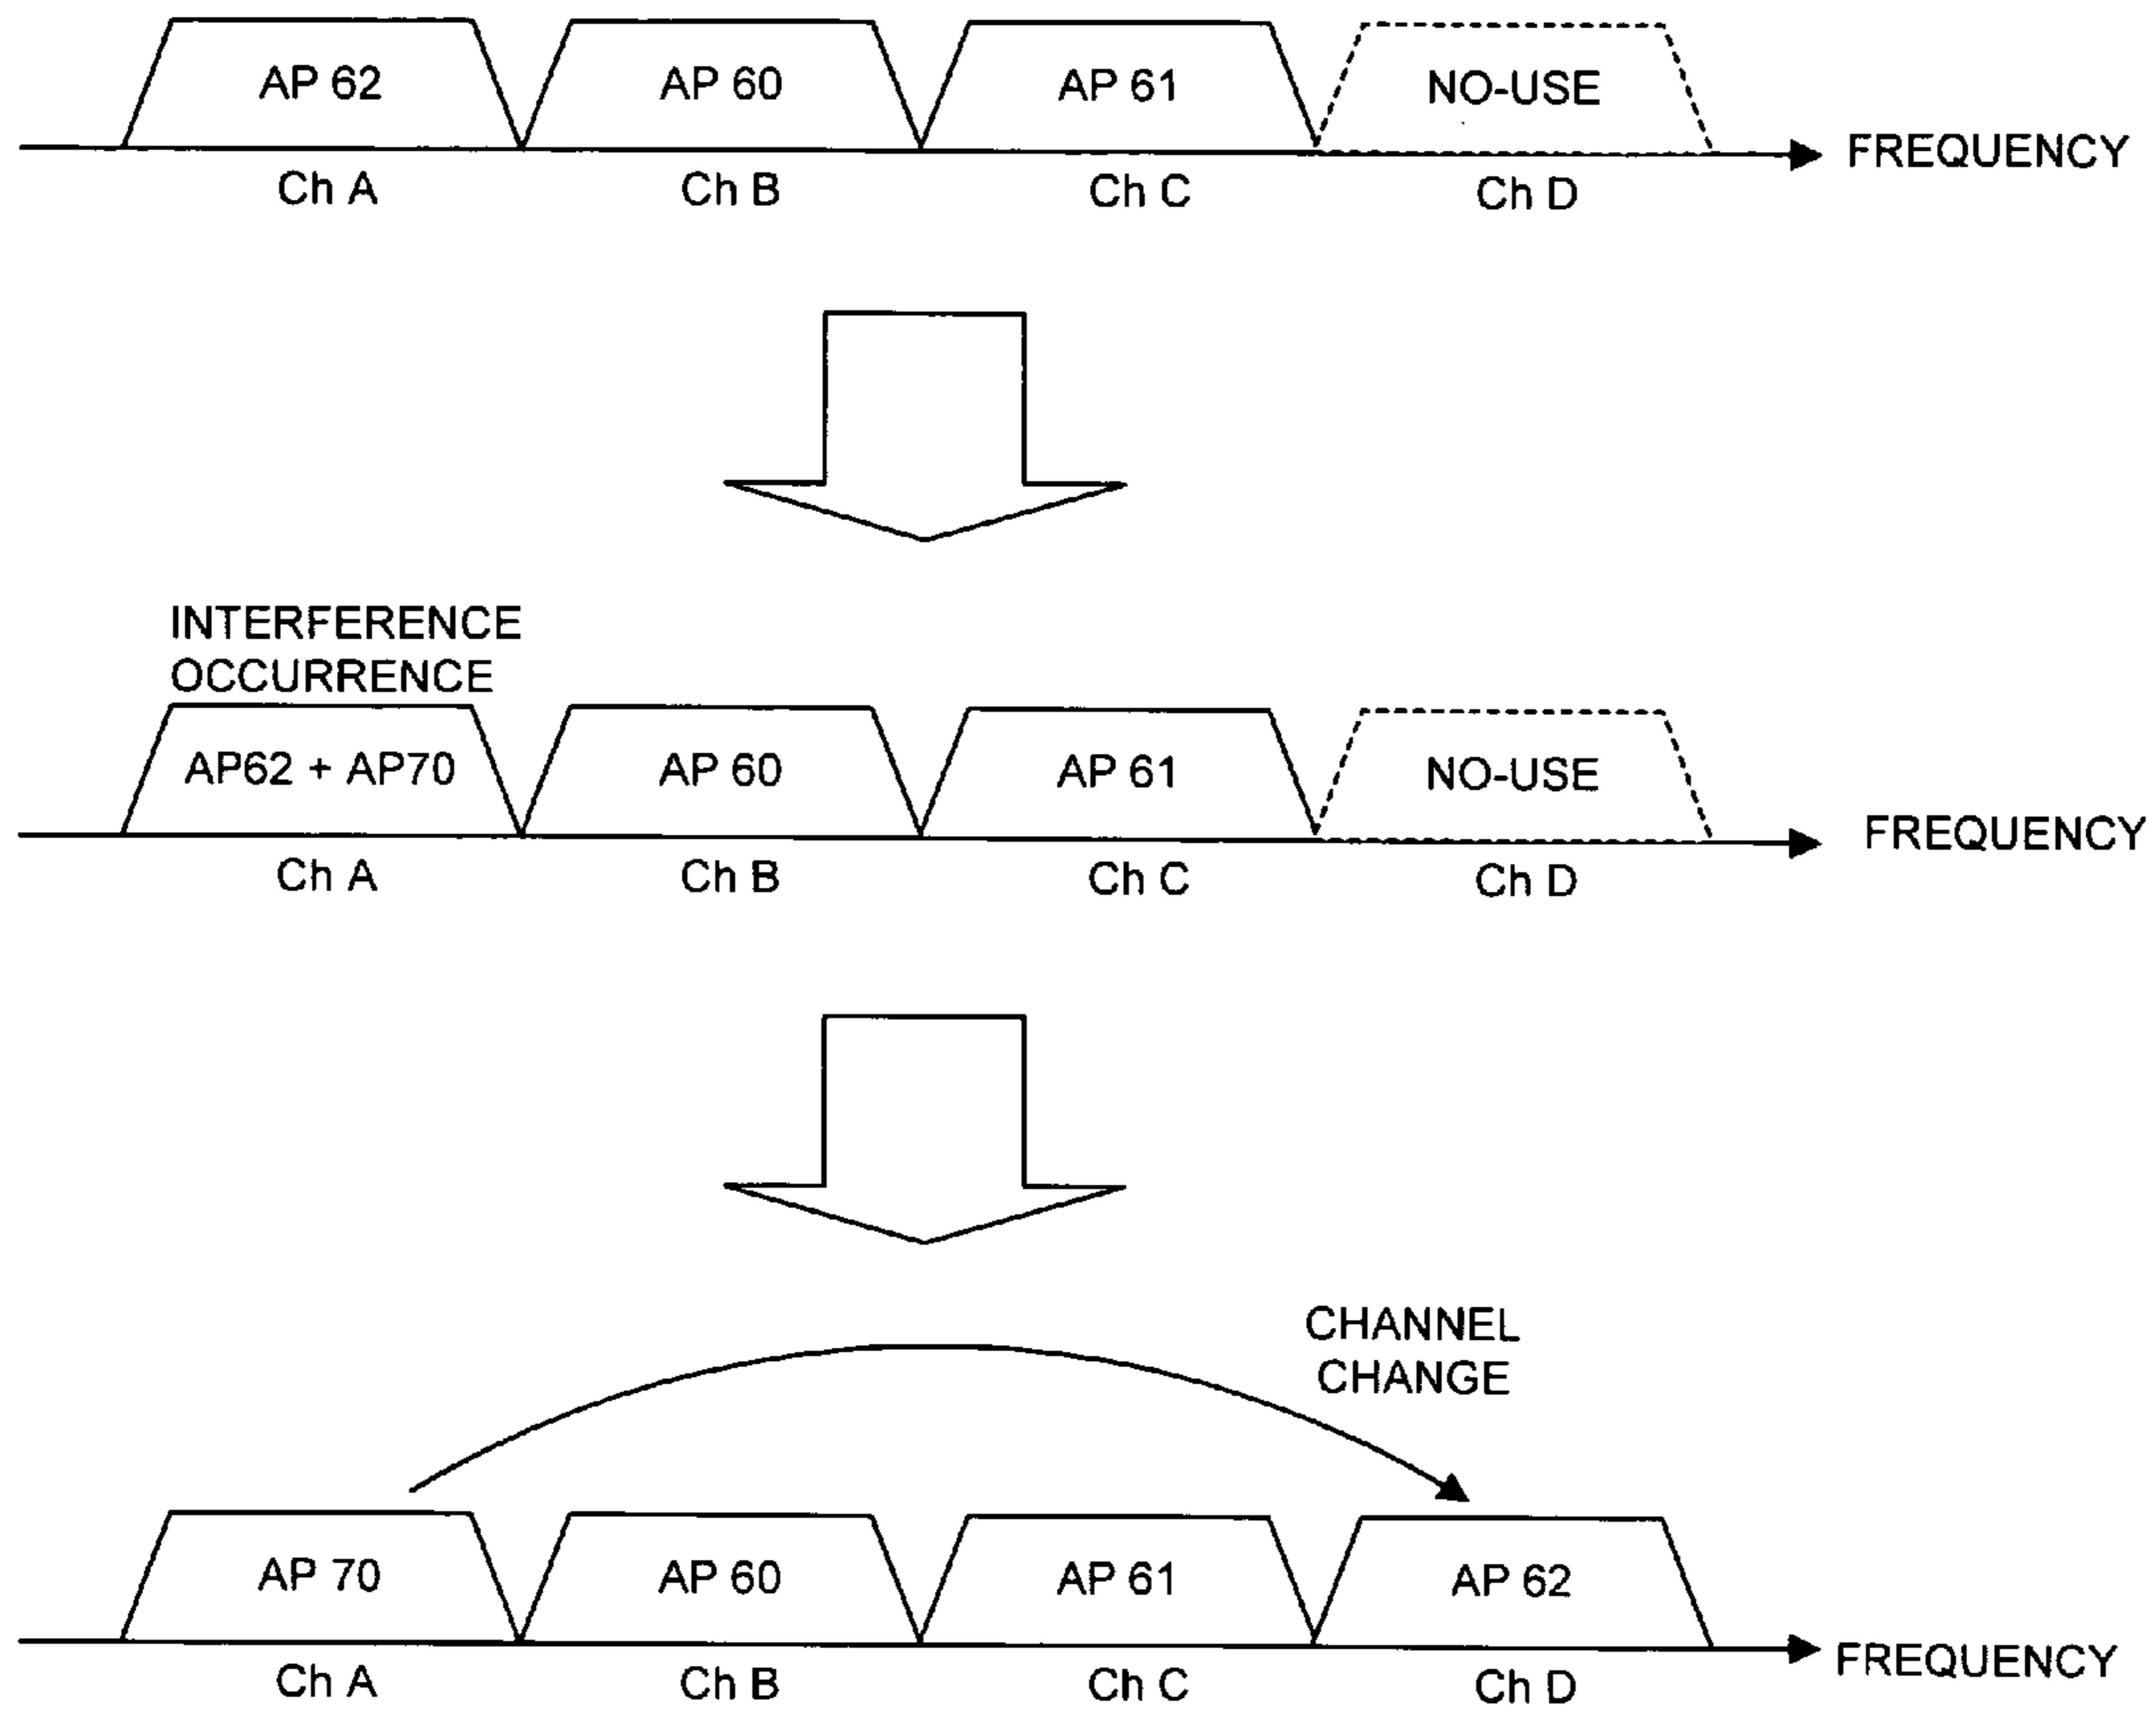 AP 62
AP 60
AP 61
NO-USE
FREQUENCY
Ch A
Ch B
Ch C
Ch D
INTERFERENCE
OCCURRENCE
AP62 + AP70
AP 60
AP 61
NO-USE
FREQUENCY
Ch A
Ch B
Ch C
Ch D
CHANNEL
CHANGE
AP 70
AP 60
AP 61
AP 62
FREQUENCY
Ch A
Ch B
Ch C
Ch D